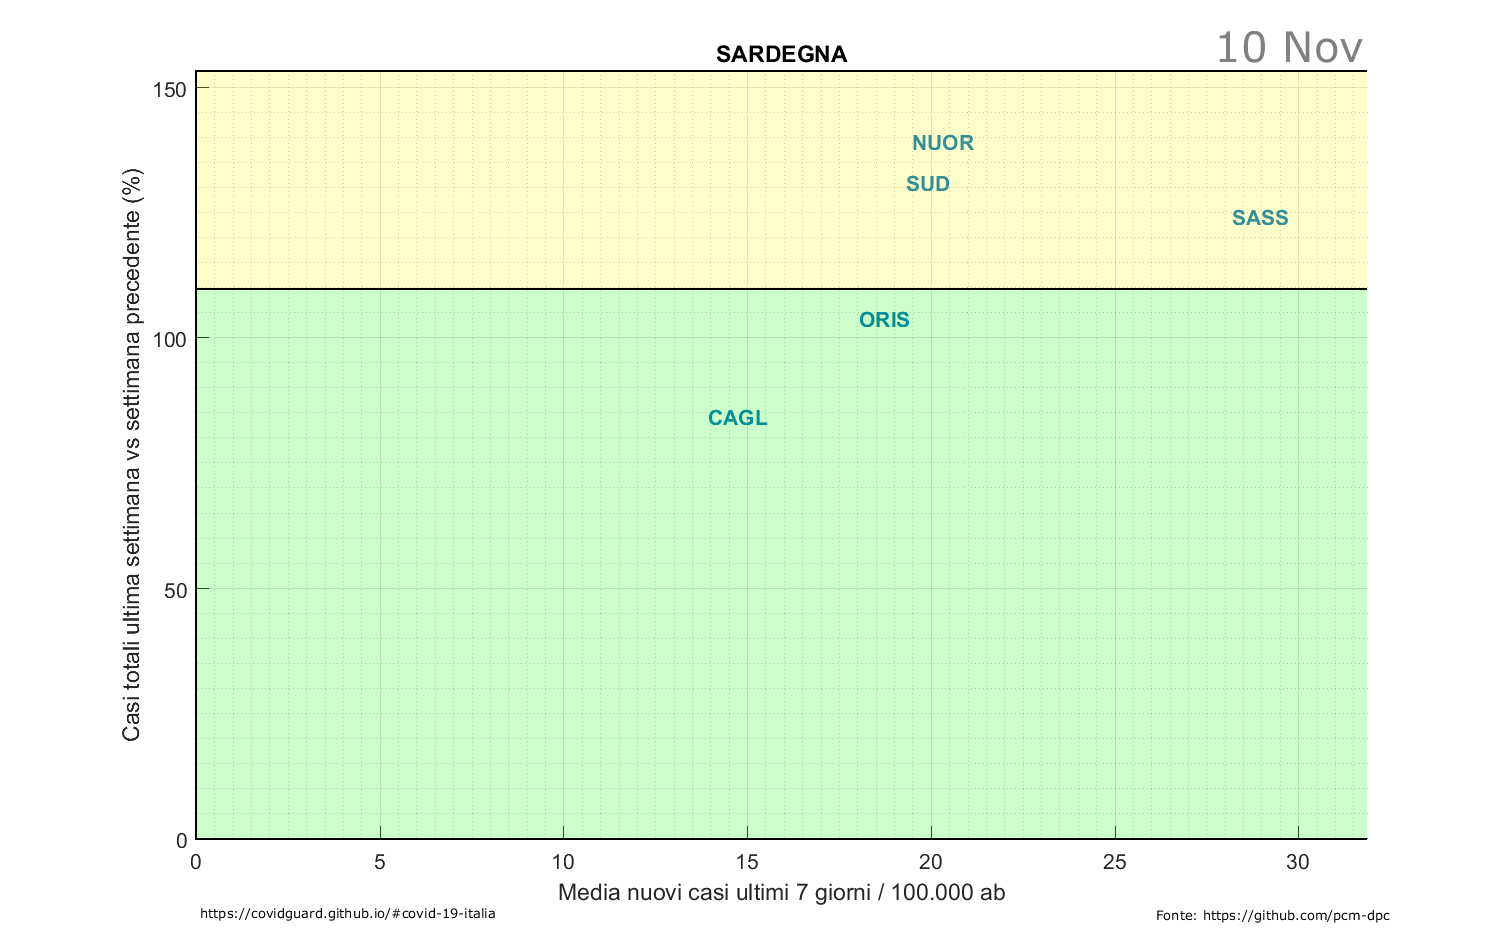 SARDEGNA
10 Nov
Casi totali ultima settimana vs settimana precedente (%)
150
100
50
0
NUOR
SUD
SASS
ORIS
CAGL
0 5 10 15 20 25 30
Media nuovi casi ultimi 7 giorni / 100.000 ab
https://covidguard.github.io/#covid-19-italia
Fonte: https://github.com/pcm-dpc